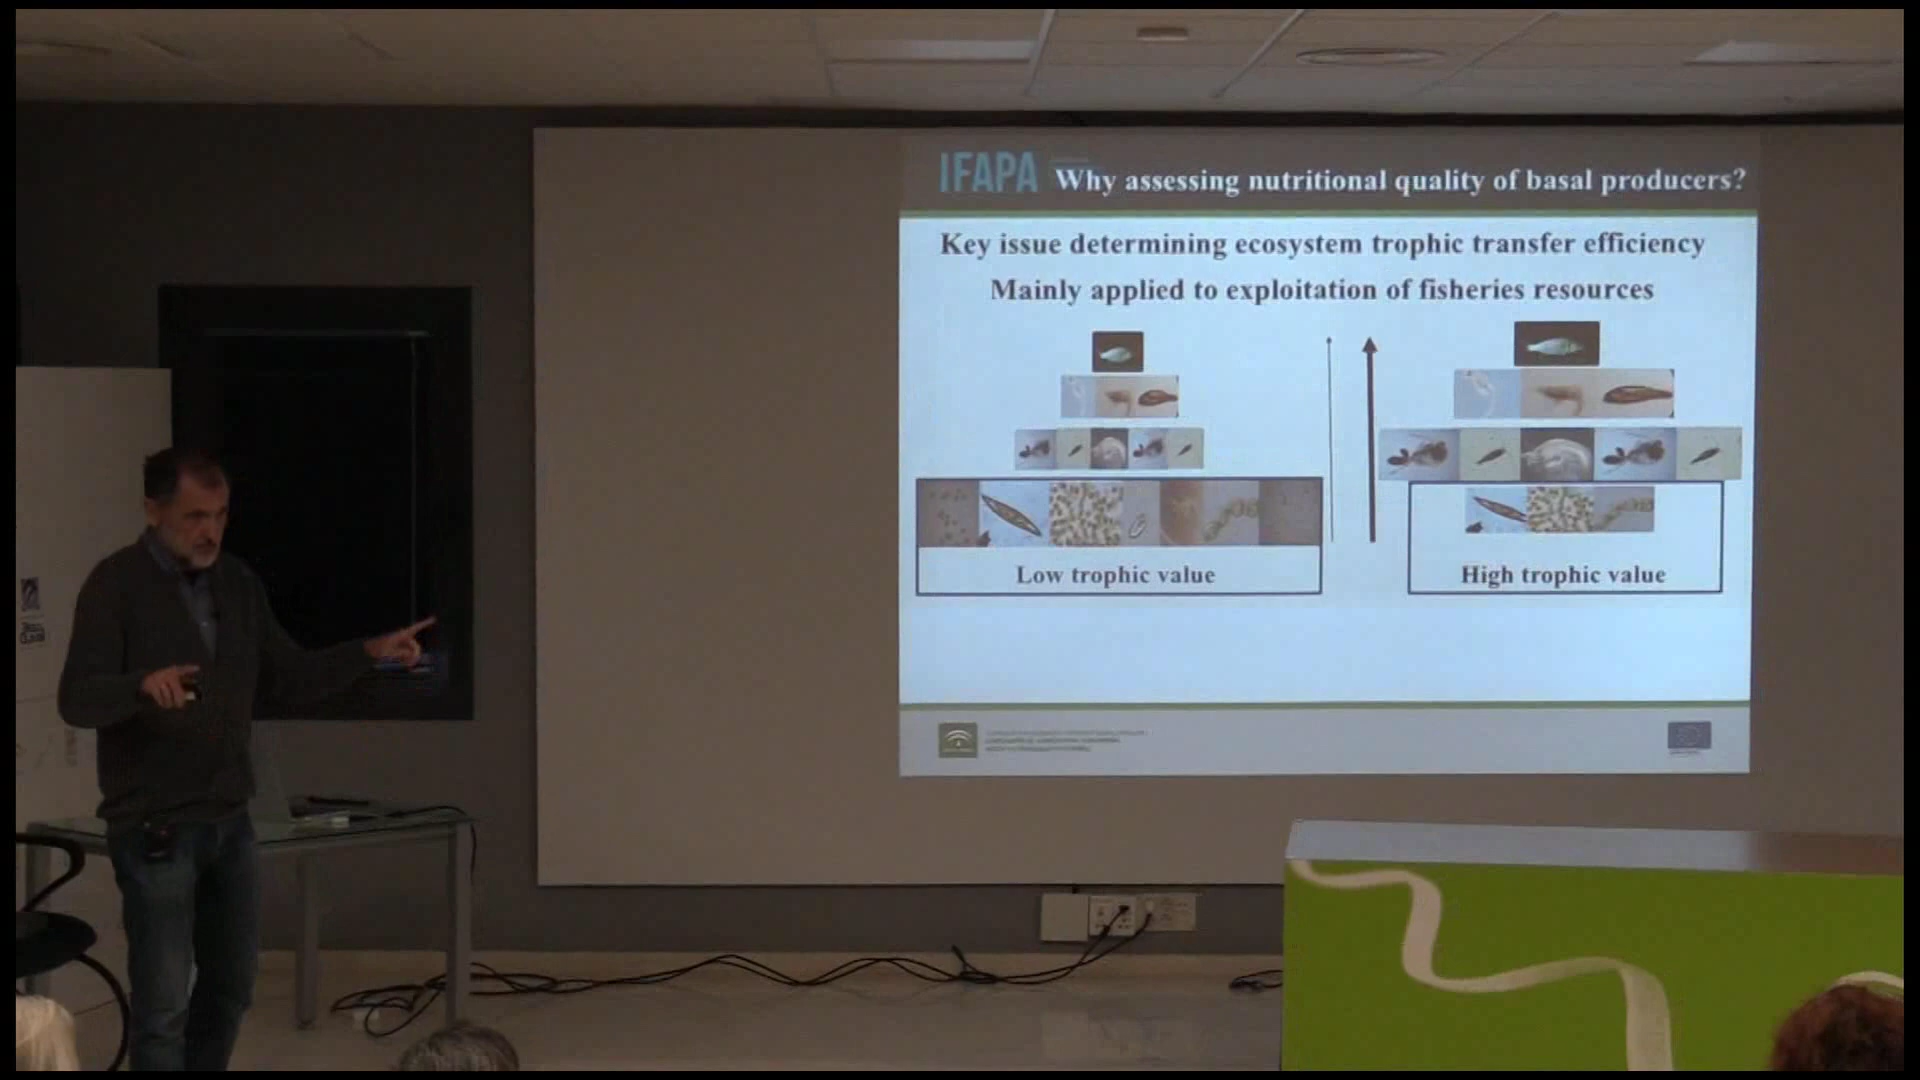 IFAPA Why assessing nutritional quality of basal producers?
Key issue determining ecosystem trophic transfer efficiency
Mainly applied to exploitation of fisheries resources
Low trophic value
High trophic value